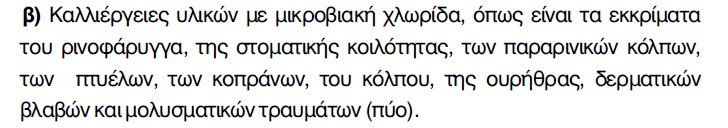 β) Καλλιέργειες υλικών με μικροβιακή χλωρίδα, όπως είναι τα εκκρίματα
του ρινοφάρυγγα, της στοματικής κοιλότητας, των παραρινικών κόλπων,
των πτυέλων, των κοπράνων, του κόλπου, της ουρήθρας, δερματικών
βλαβών και μολυσματικών τραυμάτων (πύο).